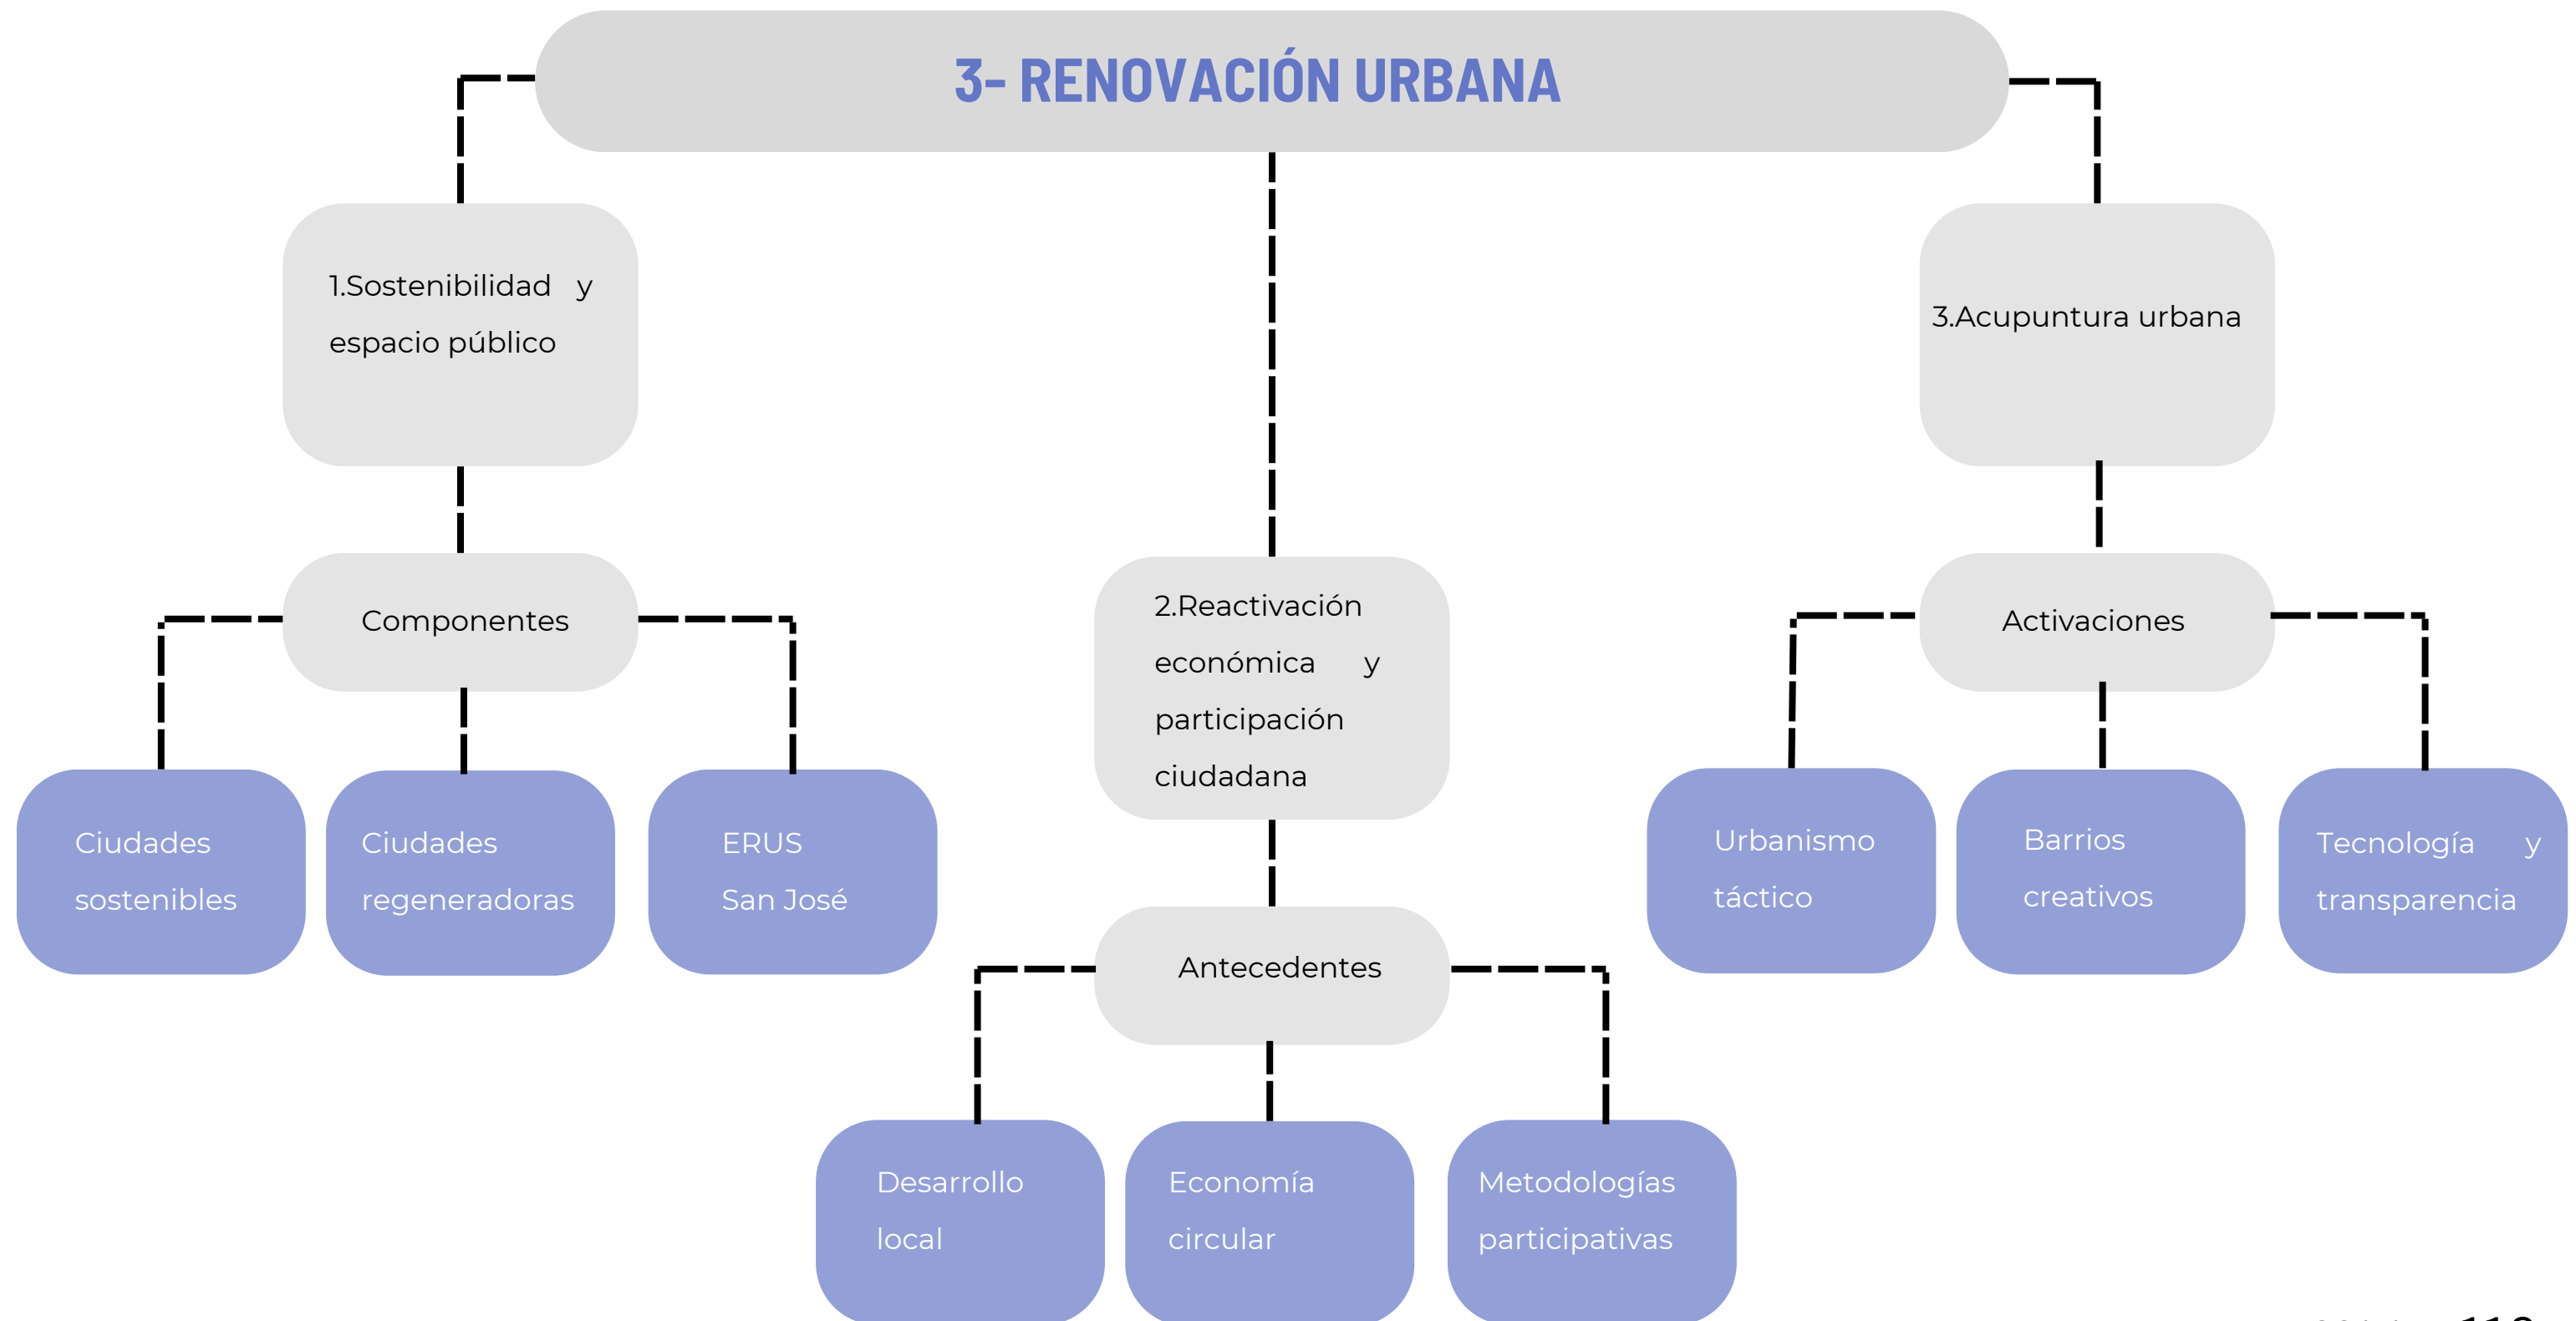 3- RENOVACIÓN URBANA
1.Sostenibilidad y
espacio público
3.Acupuntura urbana
Componentes
2.Reactivación
económica y
participación
ciudadana
Activaciones
Ciudades
sostenibles
Ciudades
regeneradoras
ERUS
San José
Urbanismo
táctico
Barrios
creativos
Tecnología y
transparencia
Antecedentes
Desarrollo
local
Economía
circular
Metodologías
participativas